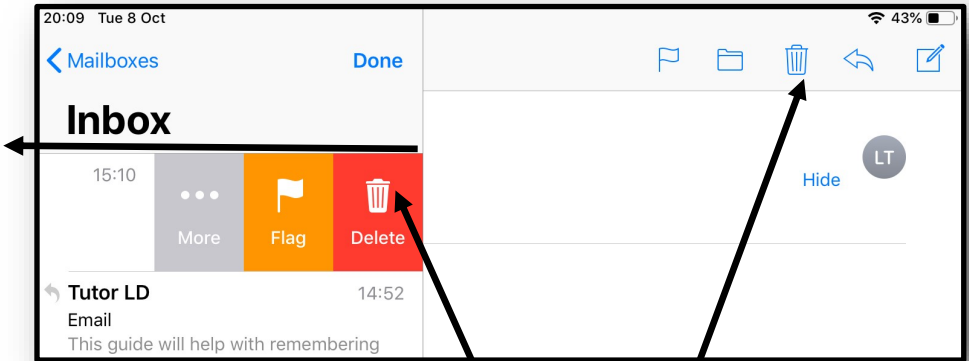 20:09 Tue 8 Oct 43%
Mailboxes Done
Inbox
15:10
More Flag Delete
Hide LT
Tutor LD 14:52
Email
This guide will help with remembering